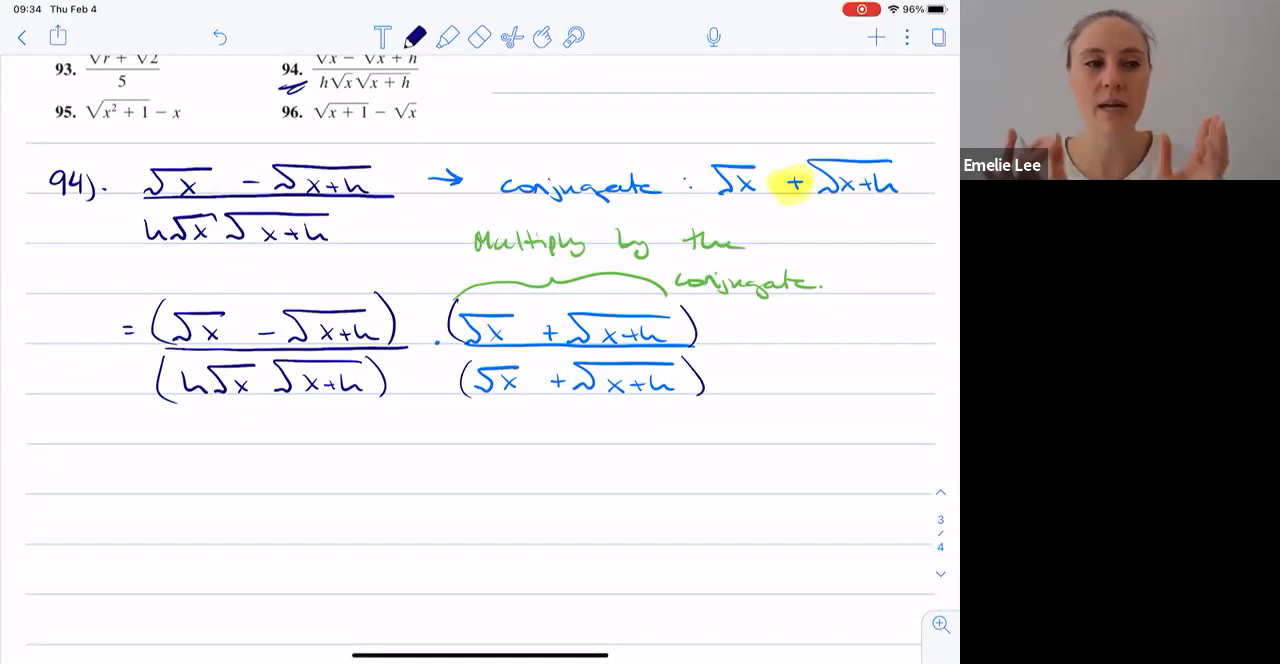 09:34 Thu Feb 4 96%
93. (√r + √2)/5 94. (√x − √x + h)/(h√x√x + h)
95. √x² + 1 − x 96. √x + 1 − √x
94). (√x − √x+h)/(h√x √x+h) → conjugate : √x + √x+h
Multiply by the
conjugate.
= (√x − √x+h)/(h√x √x+h) · (√x + √x+h)/(√x + √x+h)
3
/
4
Emelie Lee